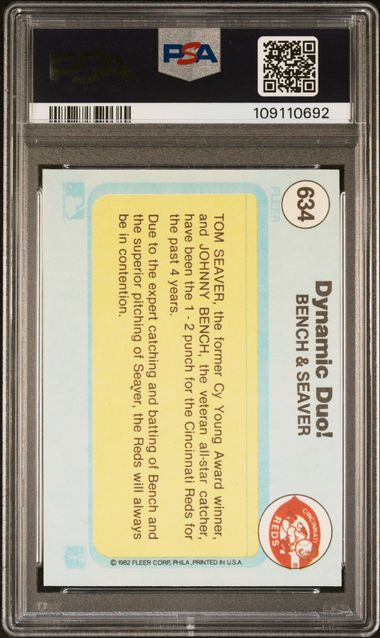 PSA
109110692
634
FLEER
Dynamic Duo!
BENCH & SEAVER
CINCINNATI
REDS
TOM SEAVER, the former Cy Young Award winner,
and JOHNNY BENCH, the veteran all-star catcher,
have been the 1 - 2 punch for the Cincinnati Reds for
the past 4 years.
Due to the expert catching and batting of Bench and
the superior pitching of Seaver, the Reds will always
be in contention.
© 1982 FLEER CORP., PHILA., PRINTED IN U.S.A.